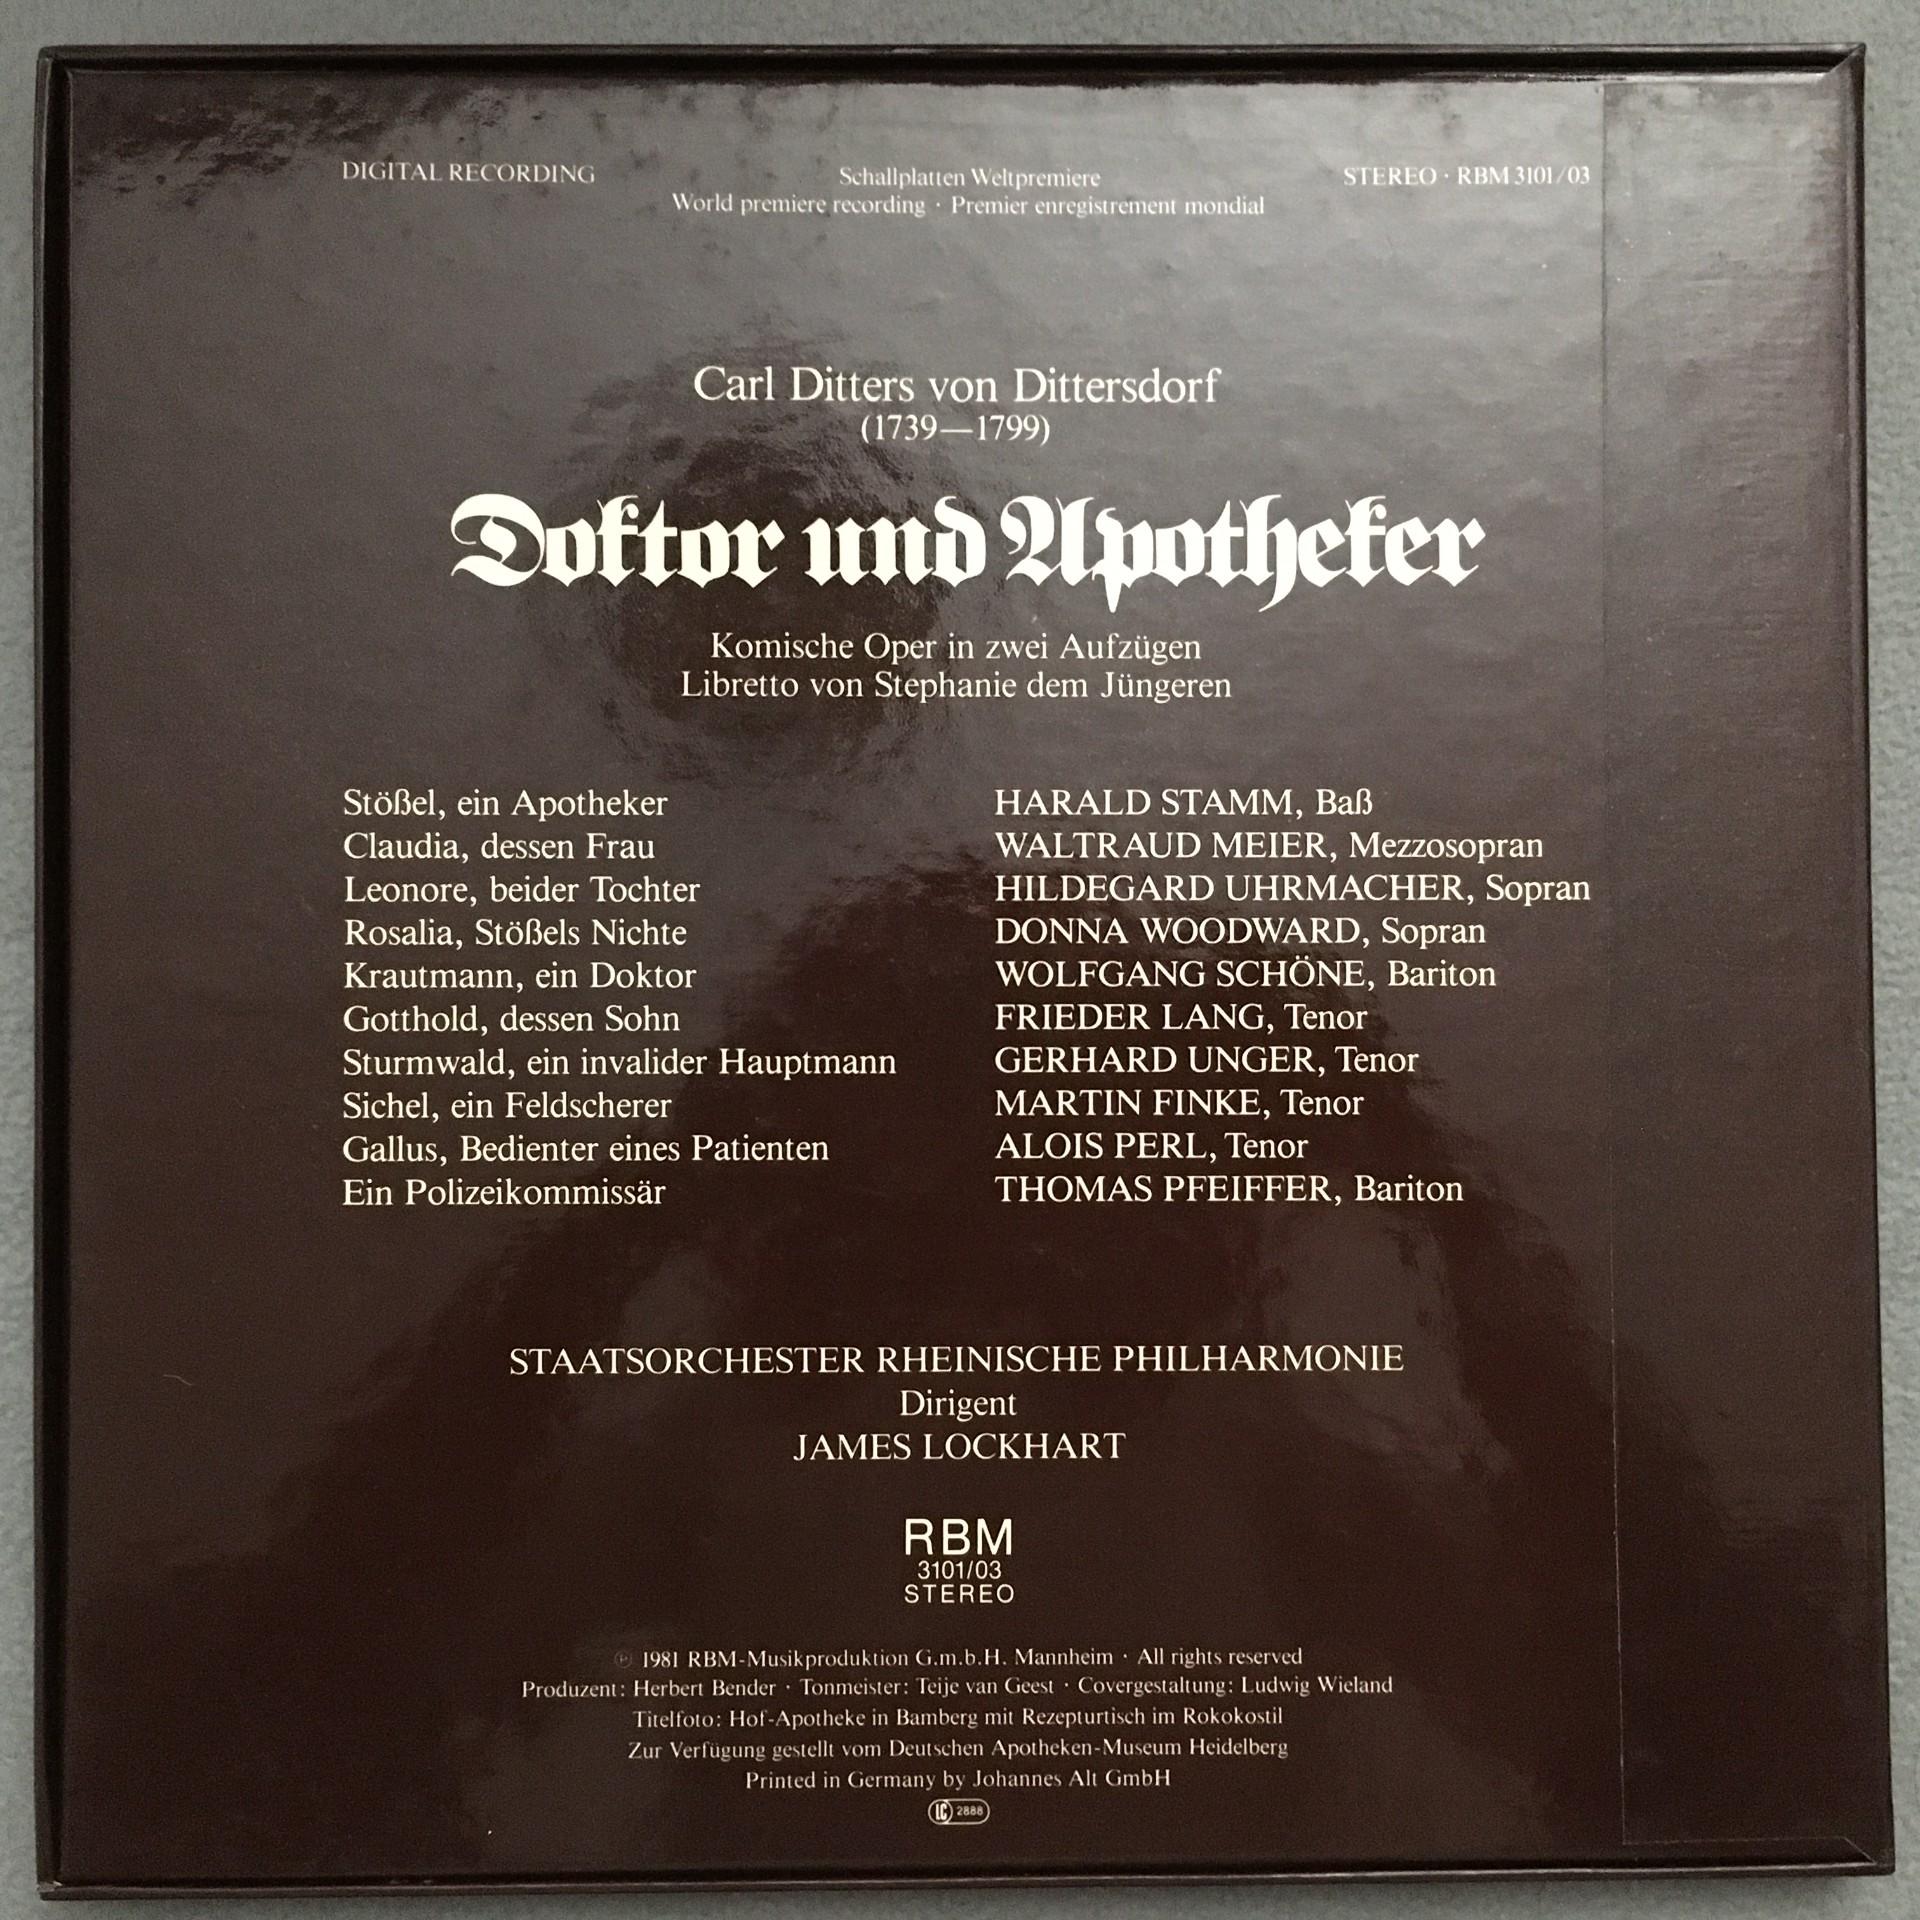 DIGITAL RECORDING
Schallplatten Weltpremiere
World premiere recording · Premier enregistrement mondial
STEREO · RBM 3101/03
Carl Ditters von Dittersdorf
(1739—1799)
Doktor und Apotheker
Komische Oper in zwei Aufzügen
Libretto von Stephanie dem Jüngeren
Stößel, ein Apotheker HARALD STAMM, Baß
Claudia, dessen Frau WALTRAUD MEIER, Mezzosopran
Leonore, beider Tochter HILDEGARD UHRMACHER, Sopran
Rosalia, Stößels Nichte DONNA WOODWARD, Sopran
Krautmann, ein Doktor WOLFGANG SCHÖNE, Bariton
Gotthold, dessen Sohn FRIEDER LANG, Tenor
Sturmwald, ein invalider Hauptmann GERHARD UNGER, Tenor
Sichel, ein Feldscherer MARTIN FINKE, Tenor
Gallus, Bedienter eines Patienten ALOIS PERL, Tenor
Ein Polizeikommissär THOMAS PFEIFFER, Bariton
STAATSORCHESTER RHEINISCHE PHILHARMONIE
Dirigent
JAMES LOCKHART
RBM
3101/03
STEREO
℗ 1981 RBM-Musikproduktion G.m.b.H. Mannheim · All rights reserved
Produzent: Herbert Bender · Tonmeister: Teije van Geest · Covergestaltung: Ludwig Wieland
Titelfoto: Hof-Apotheke in Bamberg mit Rezepturtisch im Rokokostil
Zur Verfügung gestellt vom Deutschen Apotheken-Museum Heidelberg
Printed in Germany by Johannes Alt GmbH
LC 2888